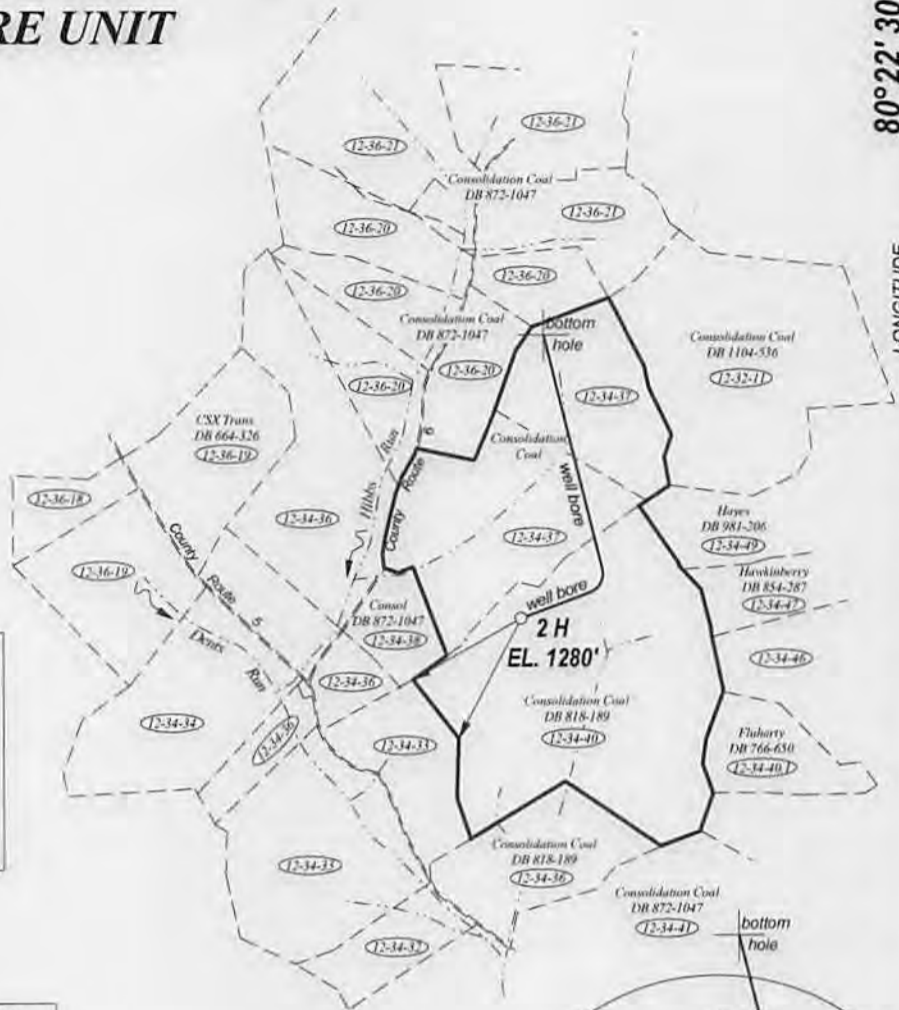 RE UNIT
80°22' 30
LONGITUDE
12-36-21
12-36-21
Consolidation Coal
DB 872-1047
12-36-21
12-36-20
12-36-20
12-36-20
Consolidation Coal
DB 872-1047
bottom
hole
Consolidation Coal
DB 1104-536
12-32-11
12-36-20
12-36-20
12-34-37
CSX Trans.
DB 664-326
12-36-19
Consolidation
Coal
well bore
Hibbs
Run
County
Route
6
12-36-18
12-34-36
12-34-37
Hayes
DB 981-206
12-34-49
12-36-19
County
Route
5
Hawkinberry
DB 854-287
12-34-47
well bore
Consol
DB 872-1047
12-34-38
2 H
EL. 1280'
Dents
Run
12-34-46
12-34-36
Consolidation Coal
DB 818-189
12-34-40
12-34-34
12-34-36
12-34-33
Fluharty
DB 766-650
12-34-40.1
Consolidation Coal
DB 818-189
12-34-36
12-34-33
Consolidation Coal
DB 872-1047
12-34-41
bottom
hole
12-34-32